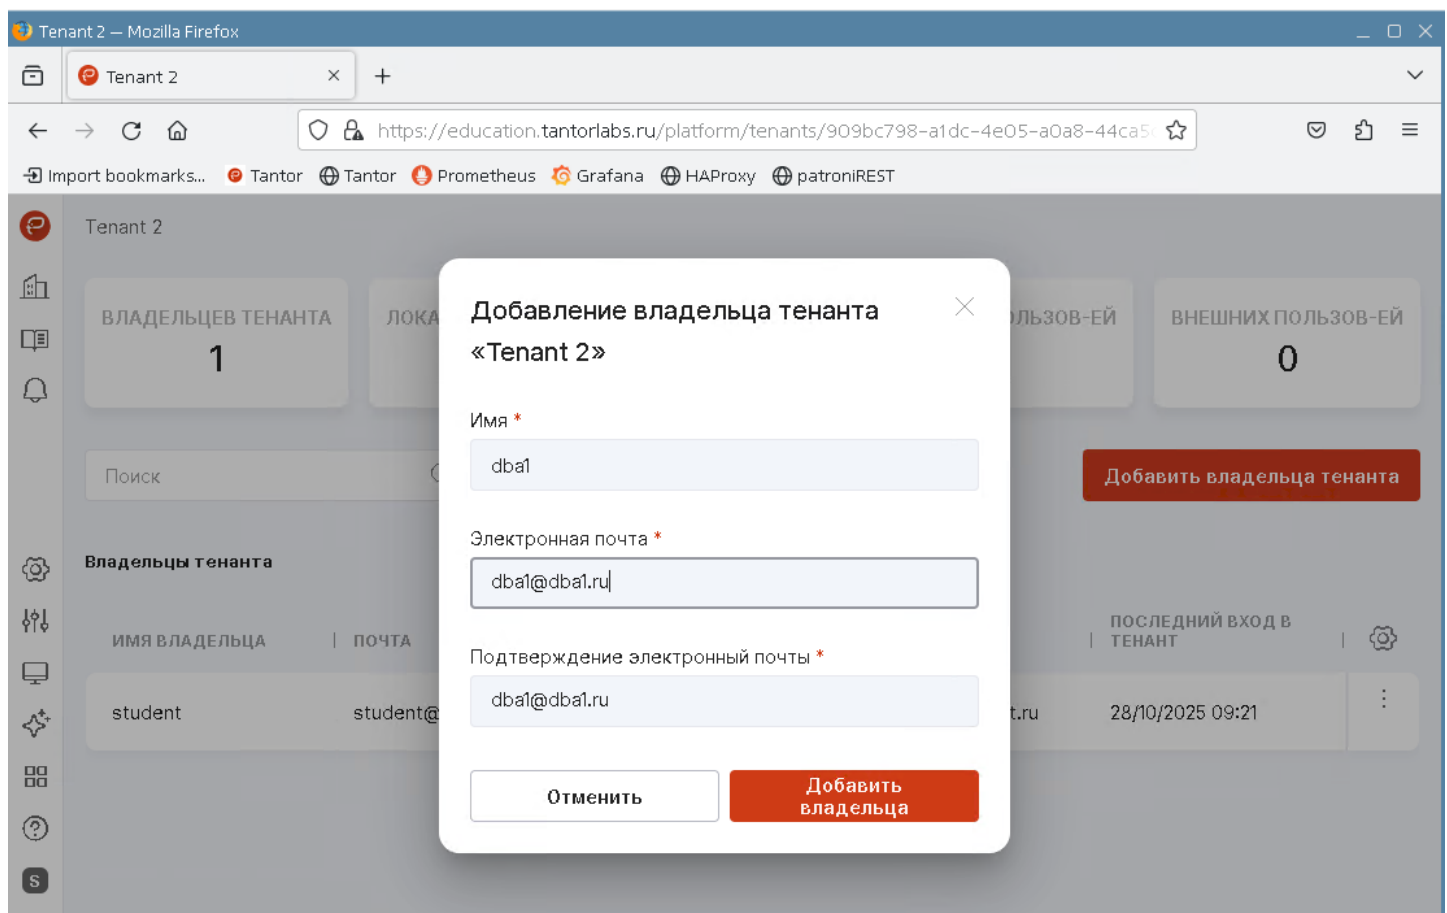 Tenant 2 — Mozilla Firefox
Tenant 2
https://education.tantorlabs.ru/platform/tenants/909bc798-a1dc-4e05-a0a8-44ca5
Import bookmarks... Tantor Tantor Prometheus Grafana HAProxy patroniREST
Tenant 2
ВЛАДЕЛЬЦЕВ ТЕНАНТА
1
ЛОКА
ОЛЬЗОВ-ЕЙ
ВНЕШНИХ ПОЛЬЗОВ-ЕЙ
0
Поиск
Добавить владельца тенанта
Владельцы тенанта
ИМЯ ВЛАДЕЛЬЦА
ПОЧТА
ПОСЛЕДНИЙ ВХОД В
ТЕНАНТ
student
student@
t.ru
28/10/2025 09:21
S
Добавление владельца тенанта
«Tenant 2»
Имя *
dba1
Электронная почта *
dba1@dba1.ru
Подтверждение электронный почты *
dba1@dba1.ru
Отменить
Добавить
владельца